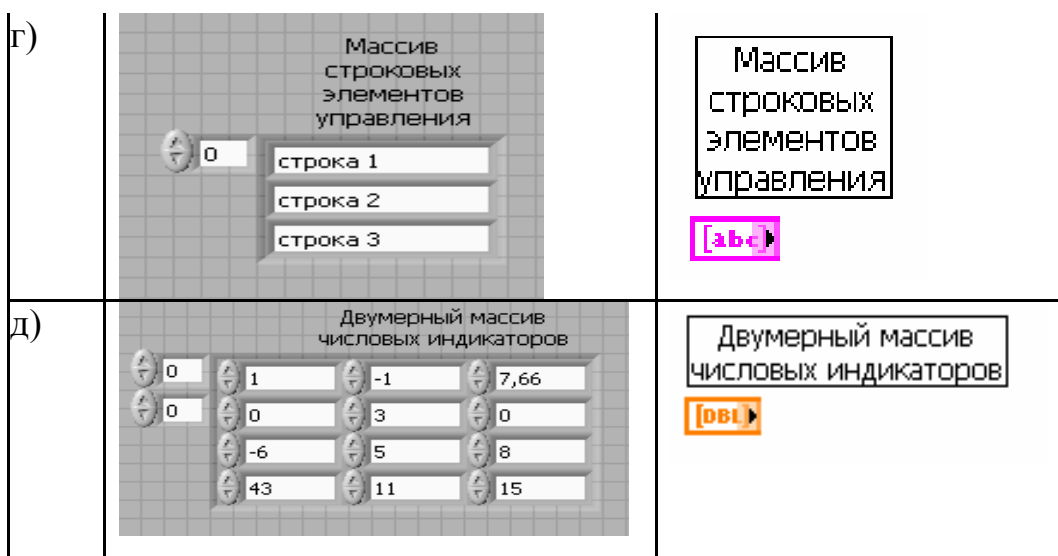 г)
Массив
строковых
элементов
управления
0
строка 1
строка 2
строка 3
Массив
строковых
элементов
управления
[abc]
д)
Двумерный массив
числовых индикаторов
0 1 -1 7,66
0 0 3 0
-6 5 8
43 11 15
Двумерный массив
числовых индикаторов
[DBL]